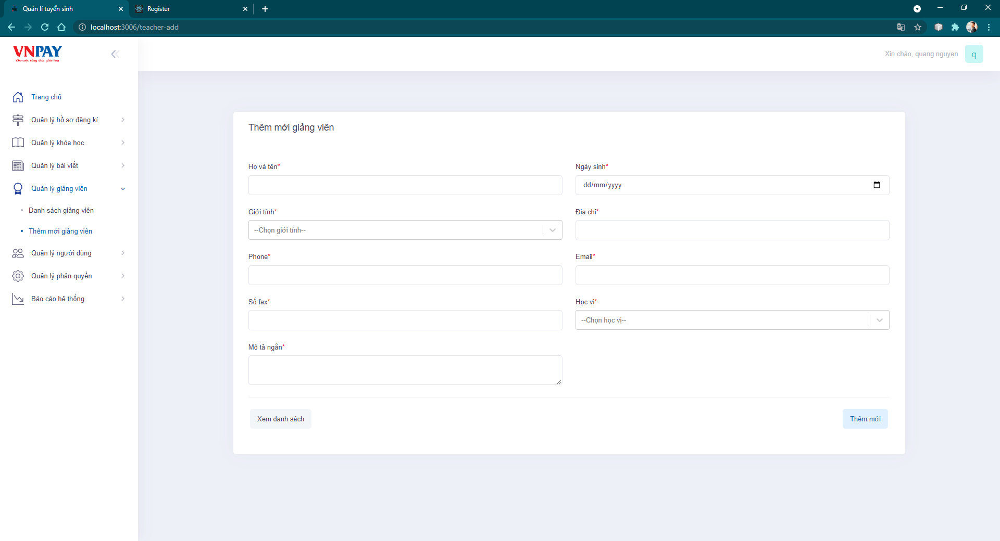 Quản lí tuyển sinh
Register
localhost:3006/teacher-add
VNPAY
Cho cuộc sống đơn giản hơn
Xin chào, quang nguyen
q
Trang chủ
Quản lý hồ sơ đăng kí
Quản lý khóa học
Quản lý bài viết
Quản lý giảng viên
Danh sách giảng viên
Thêm mới giảng viên
Quản lý người dùng
Quản lý phân quyền
Báo cáo hệ thống
Thêm mới giảng viên
Họ và tên*
Ngày sinh*
dd/mm/yyyy
Giới tính*
--Chọn giới tính--
Địa chỉ*
Phone*
Email*
Số fax*
Học vị*
--Chọn học vị--
Mô tả ngắn*
Xem danh sách
Thêm mới